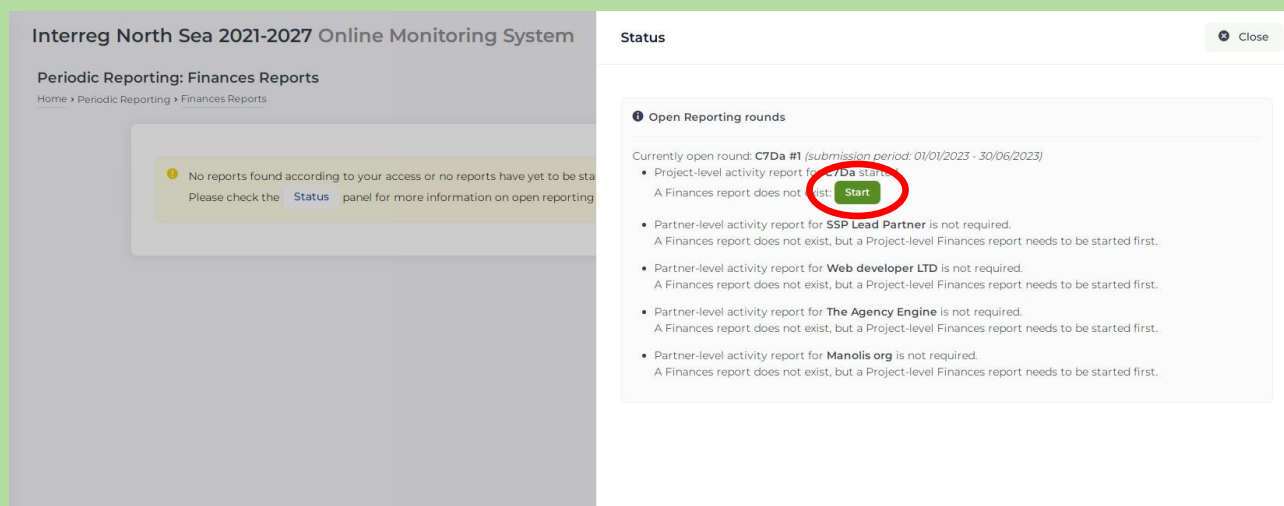 Interreg North Sea 2021-2027 Online Monitoring System
Periodic Reporting: Finances Reports
Home › Periodic Reporting › Finances Reports
No reports found according to your access or no reports have yet to be sta
Please check the Status panel for more information on open reporting
Status
Close
Open Reporting rounds
Currently open round: C7Da #1 (submission period: 01/01/2023 - 30/06/2023)
• Project-level activity report for C7Da started
A Finances report does not exist: Start
• Partner-level activity report for SSP Lead Partner is not required.
A Finances report does not exist, but a Project-level Finances report needs to be started first.
• Partner-level activity report for Web developer LTD is not required.
A Finances report does not exist, but a Project-level Finances report needs to be started first.
• Partner-level activity report for The Agency Engine is not required.
A Finances report does not exist, but a Project-level Finances report needs to be started first.
• Partner-level activity report for Manolis org is not required.
A Finances report does not exist, but a Project-level Finances report needs to be started first.